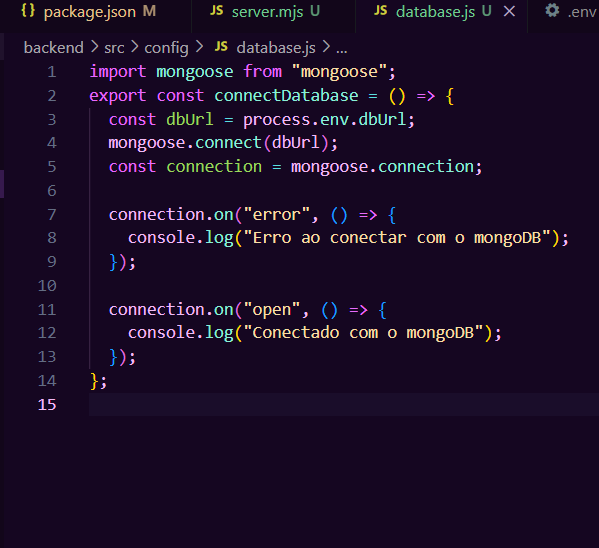 {} package.json M JS server.mjs U JS database.js U × .env
backend > src > config > JS database.js > ...
1 import mongoose from "mongoose";
2 export const connectDatabase = () => {
3 const dbUrl = process.env.dbUrl;
4 mongoose.connect(dbUrl);
5 const connection = mongoose.connection;
6
7 connection.on("error", () => {
8 console.log("Erro ao conectar com o mongoDB");
9 });
10
11 connection.on("open", () => {
12 console.log("Conectado com o mongoDB");
13 });
14 };
15